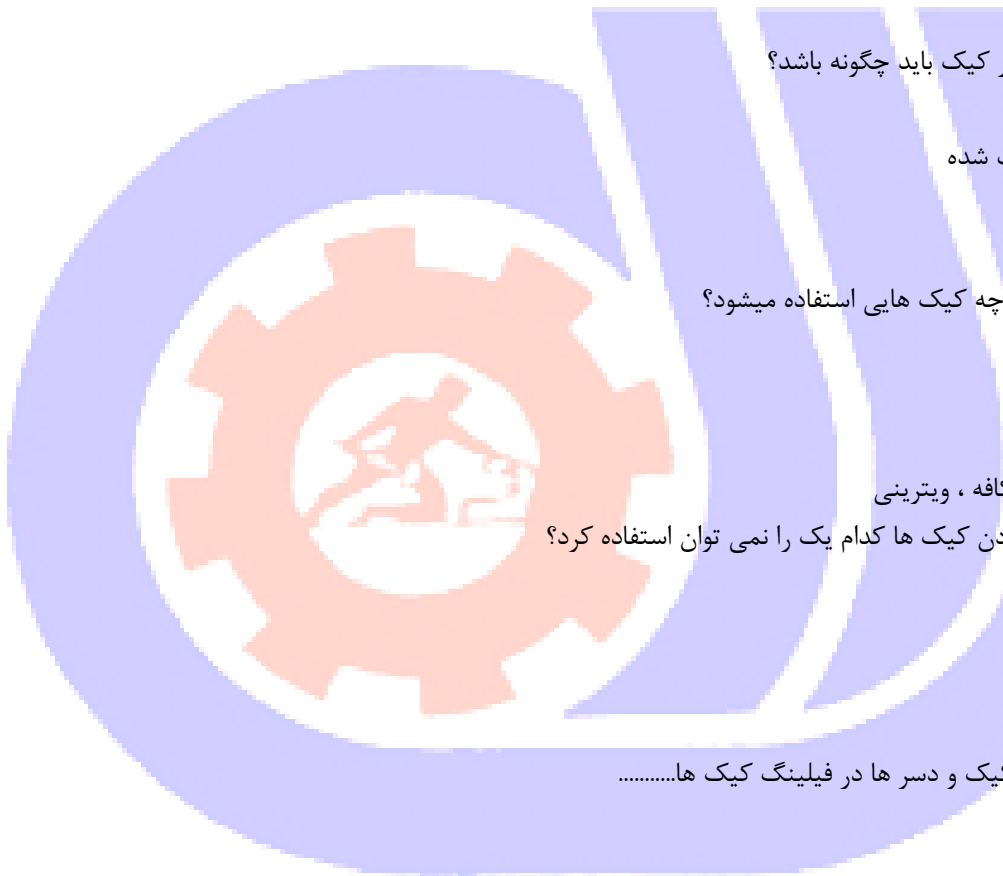 کیک باید چگونه باشد؟
شده
چه کیک هایی استفاده میشود؟
کافه ، ویترینی
کیک ها کدام یک را نمی توان استفاده کرد؟
کیک و دسر ها در فیلینگ کیک ها...........